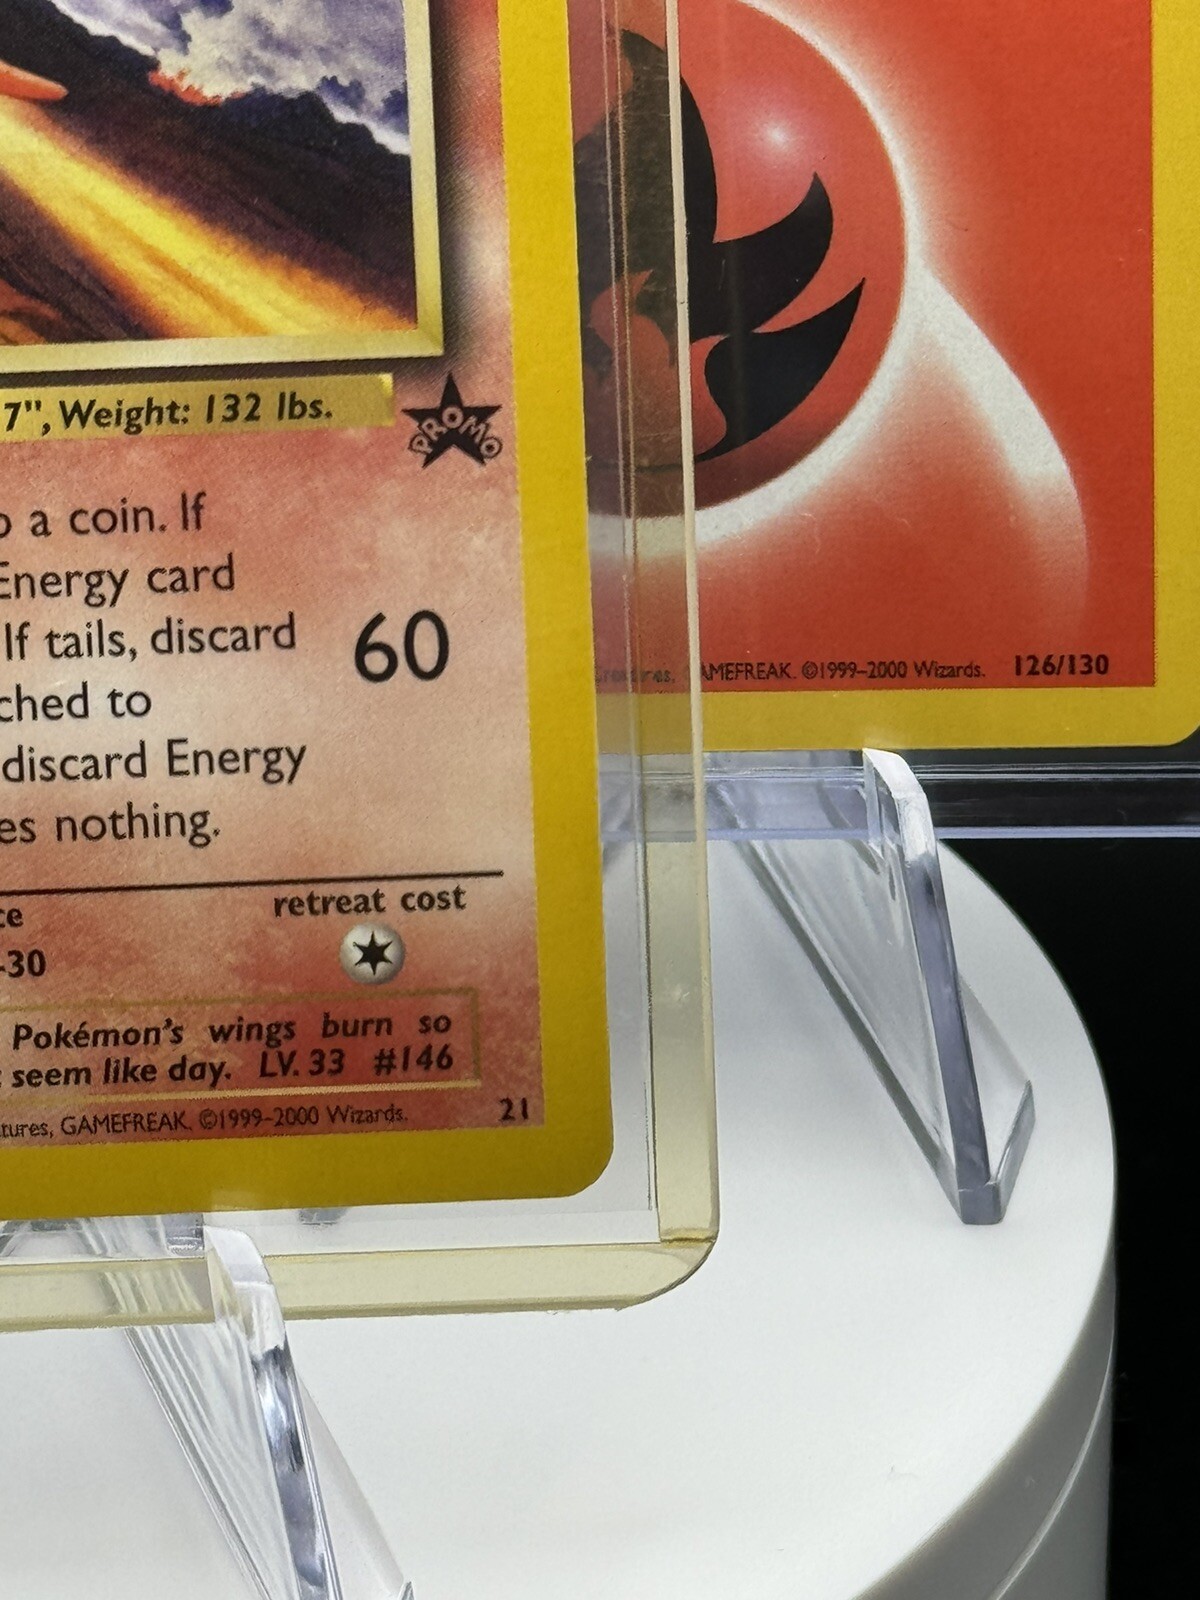 7", Weight: 132 lbs.
PROMO
a coin. If
Energy card
If tails, discard
60
ched to
discard Energy
es nothing.
retreat cost
-30
Pokémon's wings burn so
seem like day. LV. 33 #146
tures, GAMEFREAK. ©1999–2000 Wizards.
21
Creatures, GAMEFREAK. ©1999–2000 Wizards. 126/130